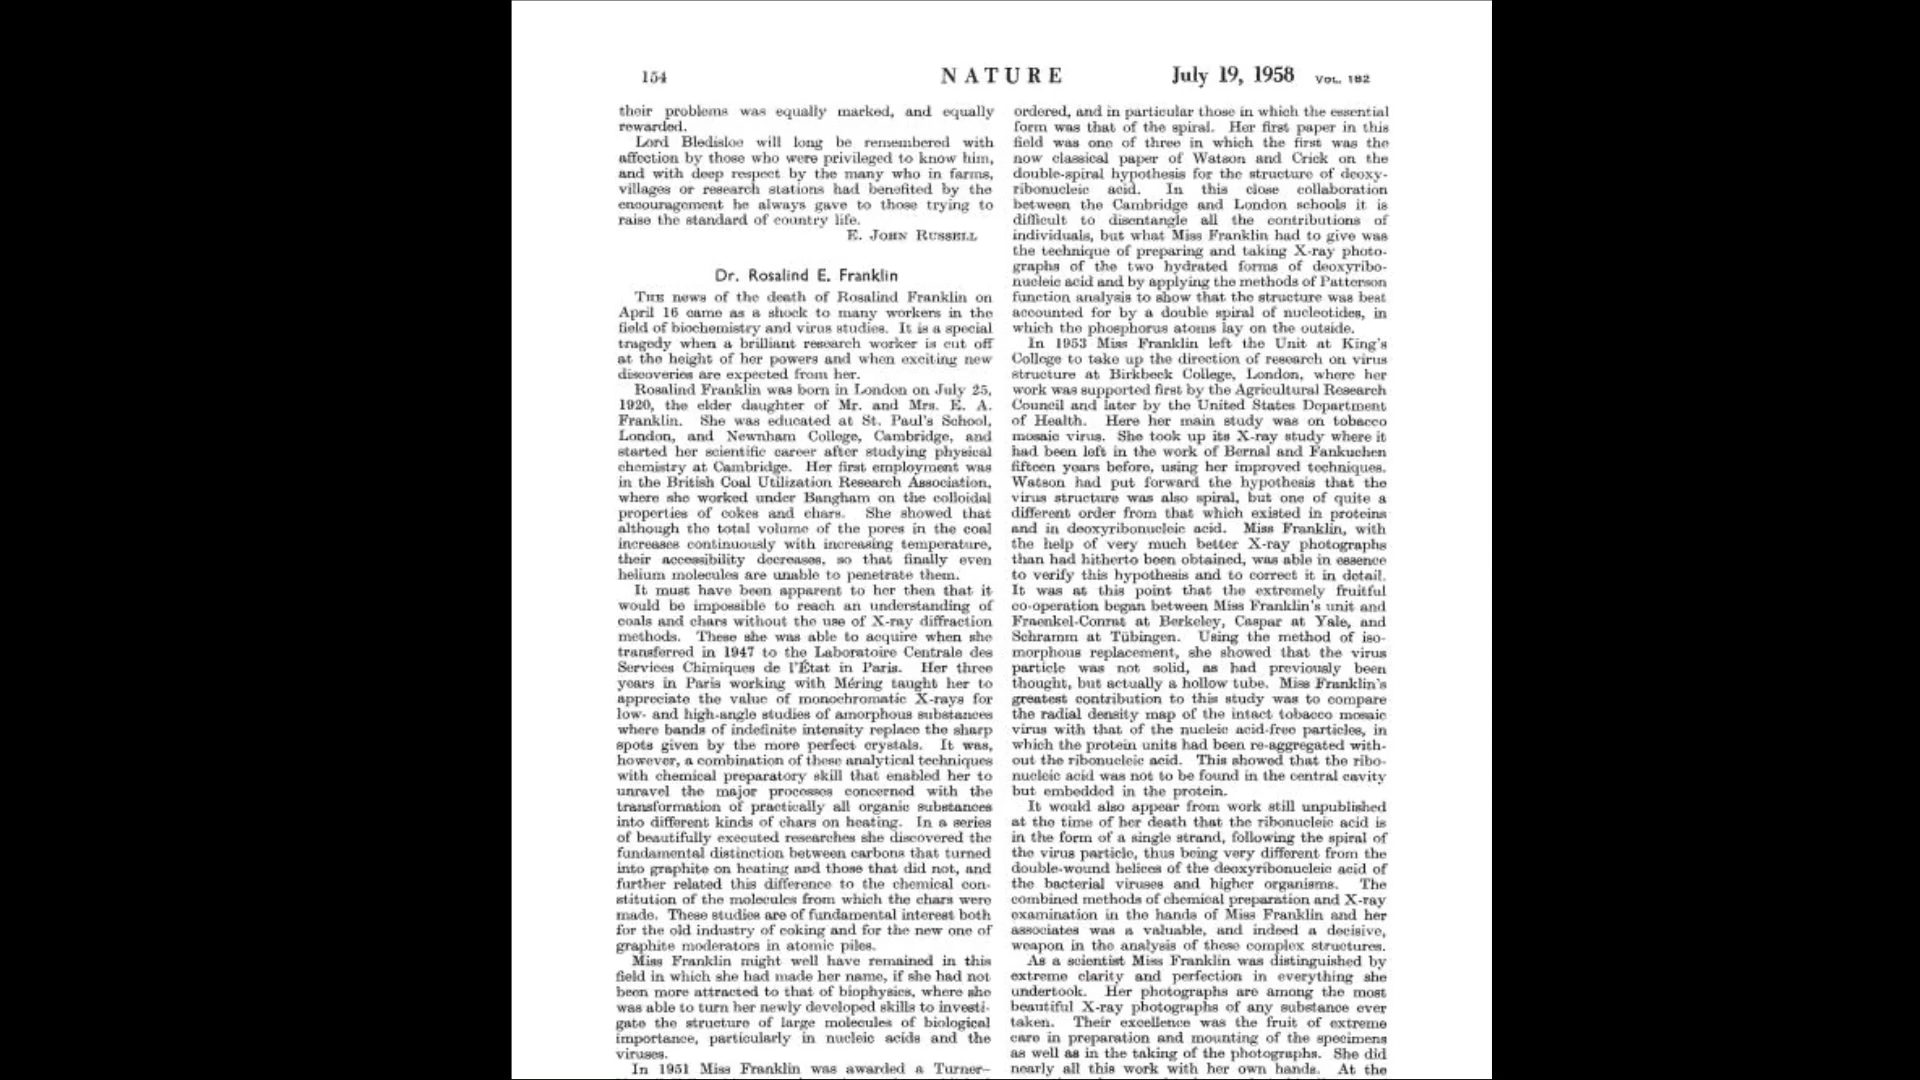 154
NATURE
July 19, 1958 VOL. 182
their problems was equally marked, and equally
rewarded.
Lord Bledisloe will long be remembered with
affection by those who were privileged to know him,
and with deep respect by the many who in farms,
villages or research stations had benefited by the
encouragement he always gave to those trying to
raise the standard of country life.
E. JOHN RUSSELL
Dr. Rosalind E. Franklin
THE news of the death of Rosalind Franklin on
April 16 came as a shock to many workers in the
field of biochemistry and virus studies. It is a special
tragedy when a brilliant research worker is cut off
at the height of her powers and when exciting new
discoveries are expected from her.
Rosalind Franklin was born in London on July 25,
1920, the elder daughter of Mr. and Mrs. E. A.
Franklin. She was educated at St. Paul's School,
London, and Newnham College, Cambridge, and
started her scientific career after studying physical
chemistry at Cambridge. Her first employment was
in the British Coal Utilization Research Association,
where she worked under Bangham on the colloidal
properties of cokes and chars. She showed that
although the total volume of the pores in the coal
increases continuously with increasing temperature,
their accessibility decreases, so that finally even
helium molecules are unable to penetrate them.
It must have been apparent to her then that it
would be impossible to reach an understanding of
coals and chars without the use of X-ray diffraction
methods. These she was able to acquire when she
transferred in 1947 to the Laboratoire Centrale des
Services Chimiques de l'État in Paris. Her three
years in Paris working with Méring taught her to
appreciate the value of monochromatic X-rays for
low- and high-angle studies of amorphous substances
where bands of indefinite intensity replace the sharp
spots given by the more perfect crystals. It was,
however, a combination of these analytical techniques
with chemical preparatory skill that enabled her to
unravel the major processes concerned with the
transformation of practically all organic substances
into different kinds of chars on heating. In a series
of beautifully executed researches she discovered the
fundamental distinction between carbons that turned
into graphite on heating and those that did not, and
further related this difference to the chemical con-
stitution of the molecules from which the chars were
made. These studies are of fundamental interest both
for the old industry of coking and for the new one of
graphite moderators in atomic piles.
Miss Franklin might well have remained in this
field in which she had made her name, if she had not
been more attracted to that of biophysics, where she
was able to turn her newly developed skills to investi-
gate the structure of large molecules of biological
importance, particularly in nucleic acids and the
viruses.
In 1951 Miss Franklin was awarded a Turner–
ordered, and in particular those in which the essential
form was that of the spiral. Her first paper in this
field was one of three in which the first was the
now classical paper of Watson and Crick on the
double-spiral hypothesis for the structure of deoxy-
ribonucleic acid. In this close collaboration
between the Cambridge and London schools it is
difficult to disentangle all the contributions of
individuals, but what Miss Franklin had to give was
the technique of preparing and taking X-ray photo-
graphs of the two hydrated forms of deoxyribo-
nucleic acid and by applying the methods of Patterson
function analysis to show that the structure was best
accounted for by a double spiral of nucleotides, in
which the phosphorus atoms lay on the outside.
In 1953 Miss Franklin left the Unit at King's
College to take up the direction of research on virus
structure at Birkbeck College, London, where her
work was supported first by the Agricultural Research
Council and later by the United States Department
of Health. Here her main study was on tobacco
mosaic virus. She took up its X-ray study where it
had been left in the work of Bernal and Fankuchen
fifteen years before, using her improved techniques.
Watson had put forward the hypothesis that the
virus structure was also spiral, but one of quite a
different order from that which existed in proteins
and in deoxyribonucleic acid. Miss Franklin, with
the help of very much better X-ray photographs
than had hitherto been obtained, was able in essence
to verify this hypothesis and to correct it in detail.
It was at this point that the extremely fruitful
co-operation began between Miss Franklin's unit and
Fraenkel-Conrat at Berkeley, Caspar at Yale, and
Schramm at Tübingen. Using the method of iso-
morphous replacement, she showed that the virus
particle was not solid, as had previously been
thought, but actually a hollow tube. Miss Franklin's
greatest contribution to this study was to compare
the radial density map of the intact tobacco mosaic
virus with that of the nucleic acid-free particles, in
which the protein units had been re-aggregated with-
out the ribonucleic acid. This showed that the ribo-
nucleic acid was not to be found in the central cavity
but embedded in the protein.
It would also appear from work still unpublished
at the time of her death that the ribonucleic acid is
in the form of a single strand, following the spiral of
the virus particle, thus being very different from the
double-wound helices of the deoxyribonucleic acid of
the bacterial viruses and higher organisms. The
combined methods of chemical preparation and X-ray
examination in the hands of Miss Franklin and her
associates was a valuable, and indeed a decisive,
weapon in the analysis of these complex structures.
As a scientist Miss Franklin was distinguished by
extreme clarity and perfection in everything she
undertook. Her photographs are among the most
beautiful X-ray photographs of any substance ever
taken. Their excellence was the fruit of extreme
care in preparation and mounting of the specimens
as well as in the taking of the photographs. She did
nearly all this work with her own hands. At the